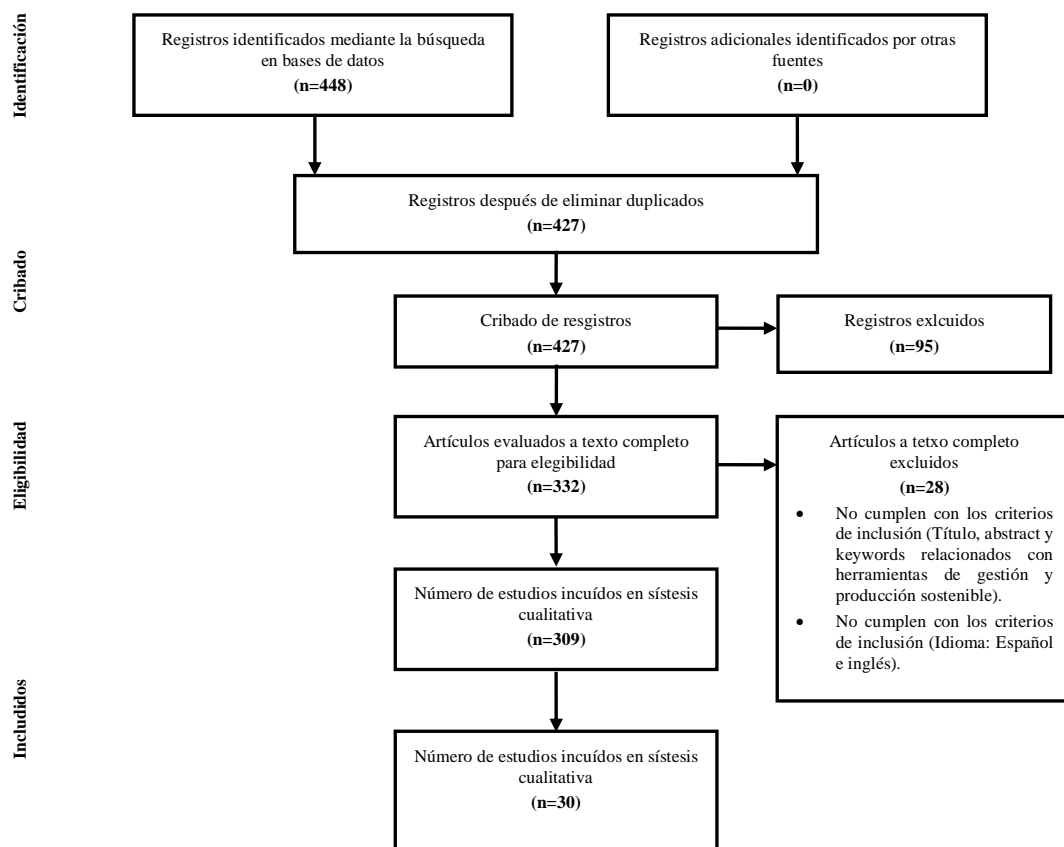 Identificación
Registros identificados mediante la búsqueda
en bases de datos
(n=448)
Registros adicionales identificados por otras
fuentes
(n=0)
Registros después de eliminar duplicados
(n=427)
Cribado
Cribado de resgistros
(n=427)
Registros exlcuidos
(n=95)
Eligibilidad
Artículos evaluados a texto completo
para elegibilidad
(n=332)
Artículos a tetxo completo
excluidos
(n=28)
• No cumplen con los criterios
de inclusión (Título, abstract y
keywords relacionados con
herramientas de gestión y
producción sostenible).
• No cumplen con los criterios
de inclusión (Idioma: Español
e inglés).
Número de estudios incuídos en sístesis
cualitativa
(n=309)
Incluidos
Número de estudios incuídos en sístesis
cualitativa
(n=30)